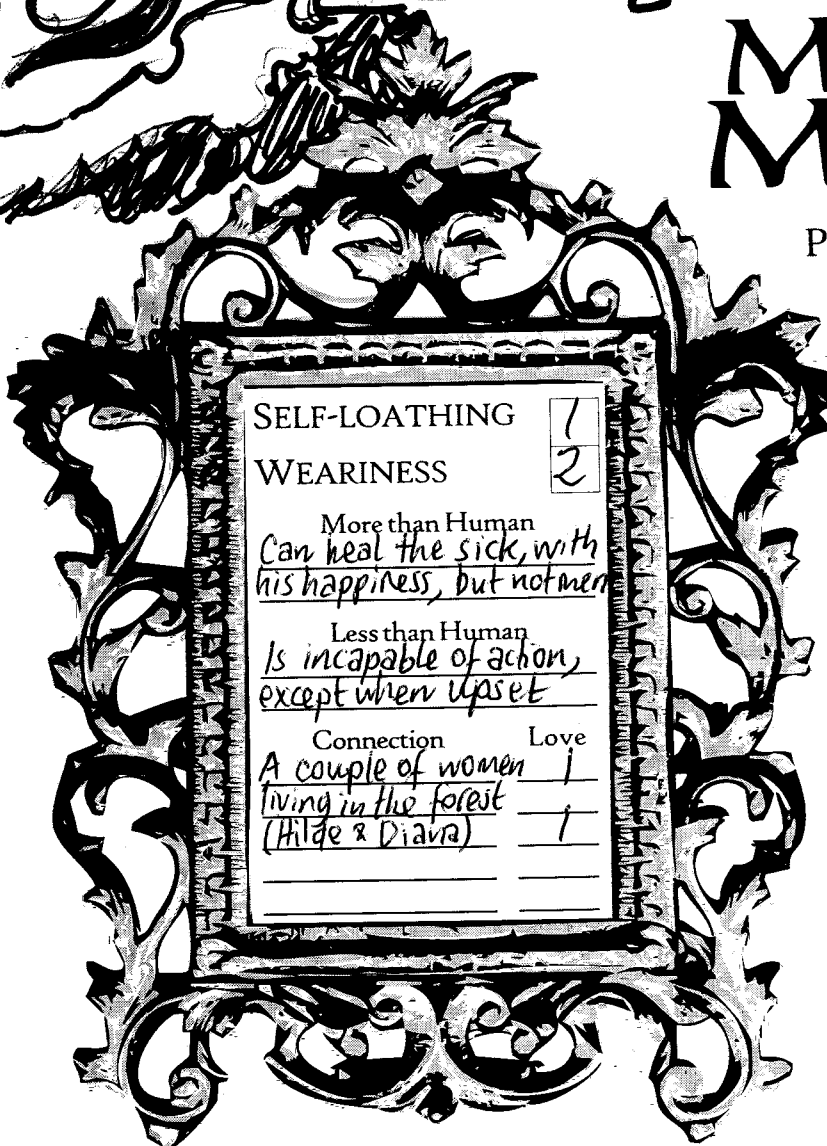 M
M
P
SELF-LOATHING 1
WEARINESS 2
More than Human
Can heal the sick, with
his happiness, but not men
Less than Human
Is incapable of action,
except when upset
Connection Love
A couple of women 1
living in the forest
(Hilde & Diana) 1